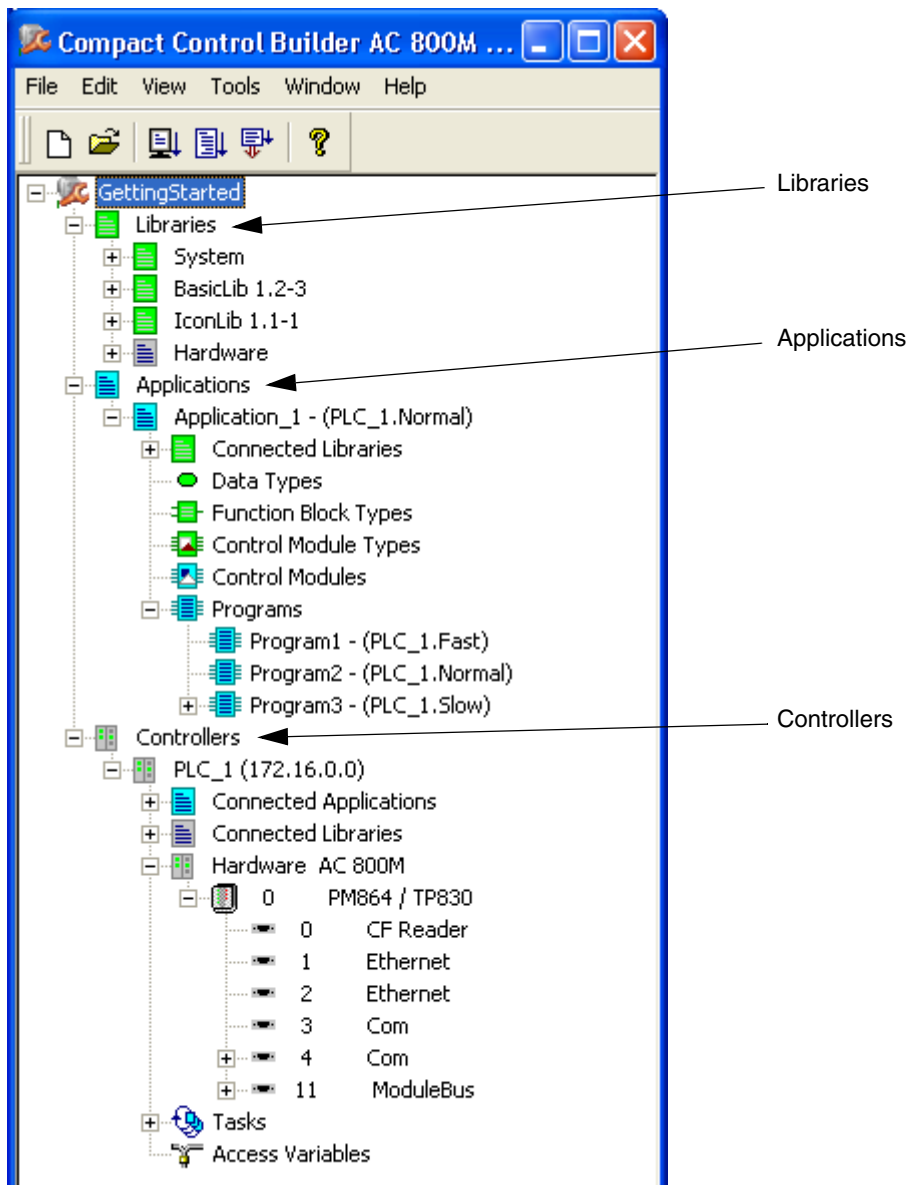 Compact Control Builder AC 800M ...
File Edit View Tools Window Help
GettingStarted
Libraries
Libraries
System
BasicLib 1.2-3
IconLib 1.1-1
Hardware
Applications
Applications
Application_1 - (PLC_1.Normal)
Connected Libraries
Data Types
Function Block Types
Control Module Types
Control Modules
Programs
Program1 - (PLC_1.Fast)
Program2 - (PLC_1.Normal)
Program3 - (PLC_1.Slow)
Controllers
Controllers
PLC_1 (172.16.0.0)
Connected Applications
Connected Libraries
Hardware AC 800M
0 PM864 / TP830
0 CF Reader
1 Ethernet
2 Ethernet
3 Com
4 Com
11 ModuleBus
Tasks
Access Variables